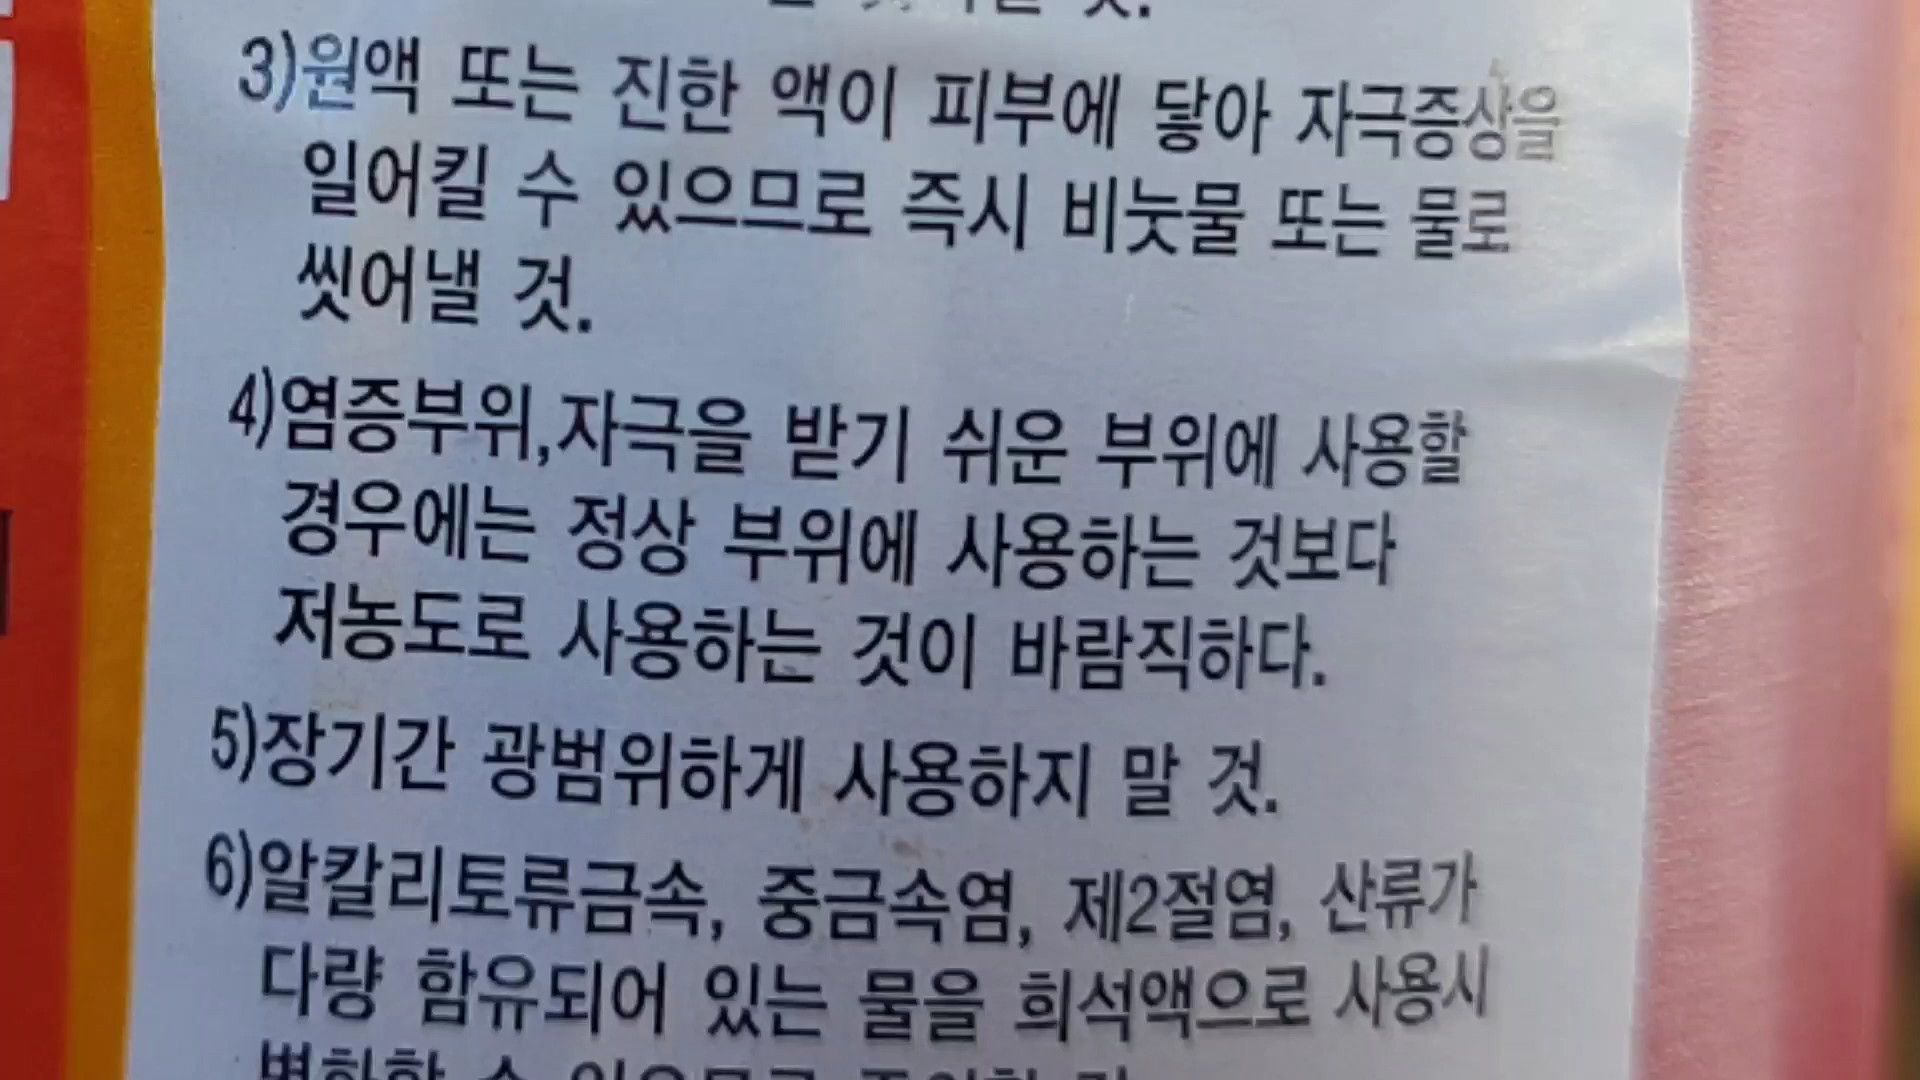 3)원액 또는 진한 액이 피부에 닿아 자극증상을
일어킬 수 있으므로 즉시 비눗물 또는 물로
씻어낼 것.
4)염증부위,자극을 받기 쉬운 부위에 사용할
경우에는 정상 부위에 사용하는 것보다
저농도로 사용하는 것이 바람직하다.
5)장기간 광범위하게 사용하지 말 것.
6)알칼리토류금속, 중금속염, 제2절염, 산류가
다량 함유되어 있는 물을 희석액으로 사용시